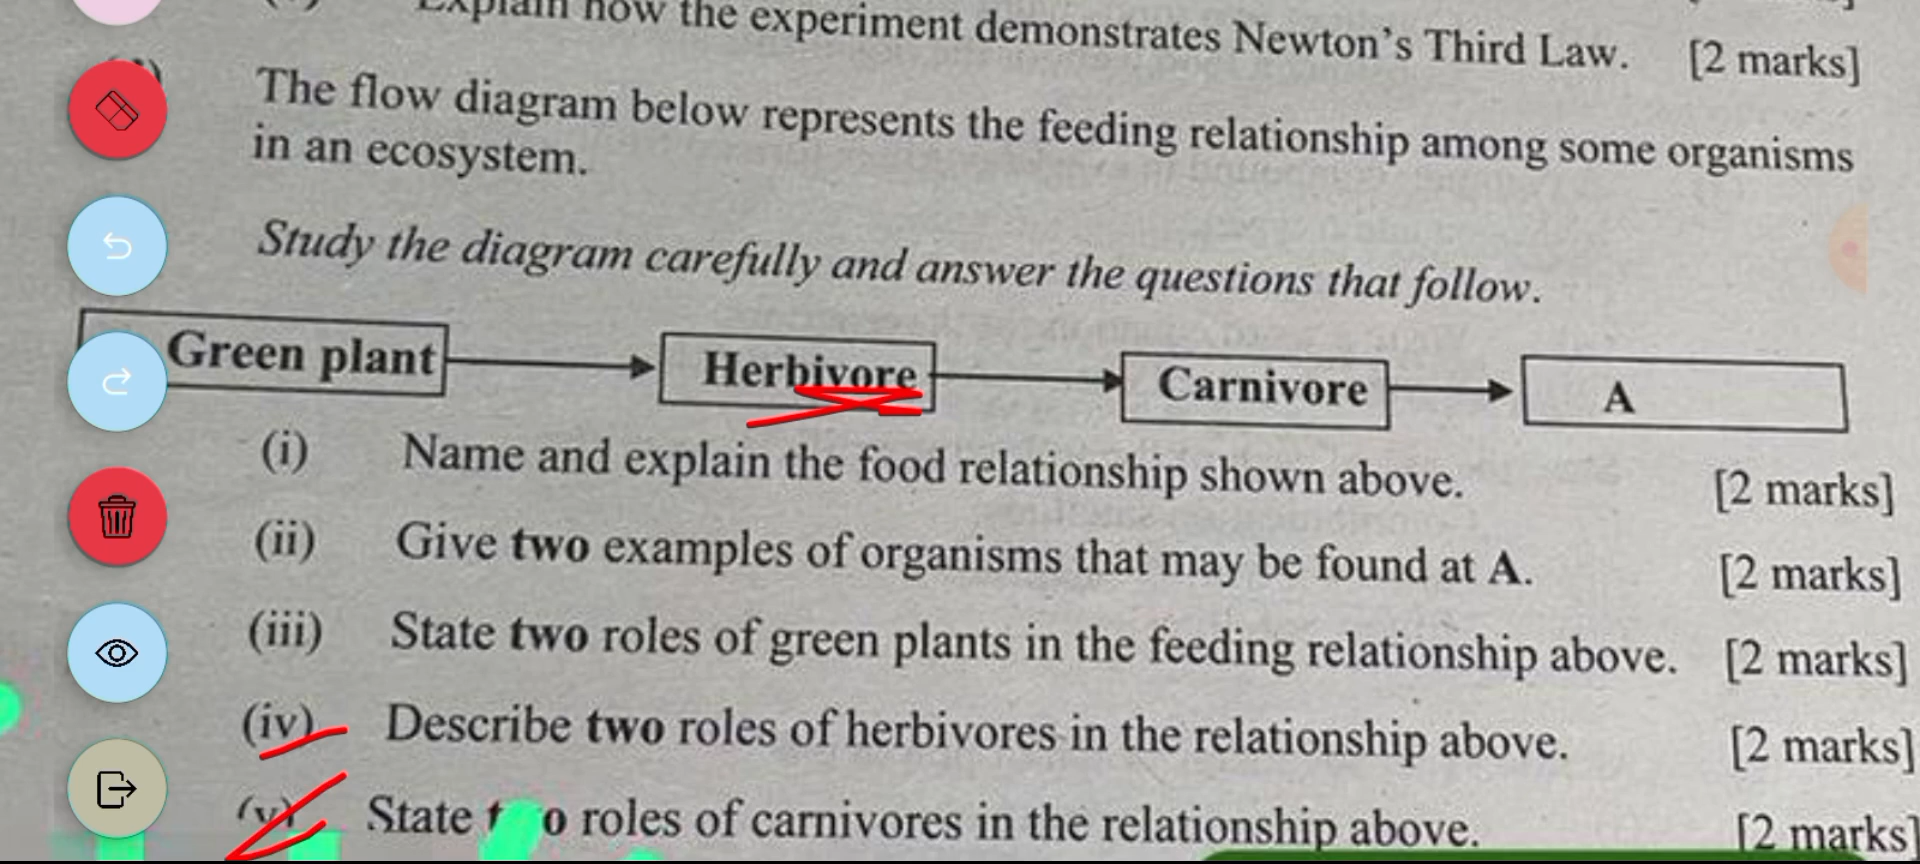 Explain how the experiment demonstrates Newton's Third Law. [2 marks]
The flow diagram below represents the feeding relationship among some organisms
in an ecosystem.
Study the diagram carefully and answer the questions that follow.
Green plant Herbivore Carnivore A
(i) Name and explain the food relationship shown above. [2 marks]
(ii) Give two examples of organisms that may be found at A. [2 marks]
(iii) State two roles of green plants in the feeding relationship above. [2 marks]
(iv) Describe two roles of herbivores in the relationship above. [2 marks]
(v) State two roles of carnivores in the relationship above. [2 marks]